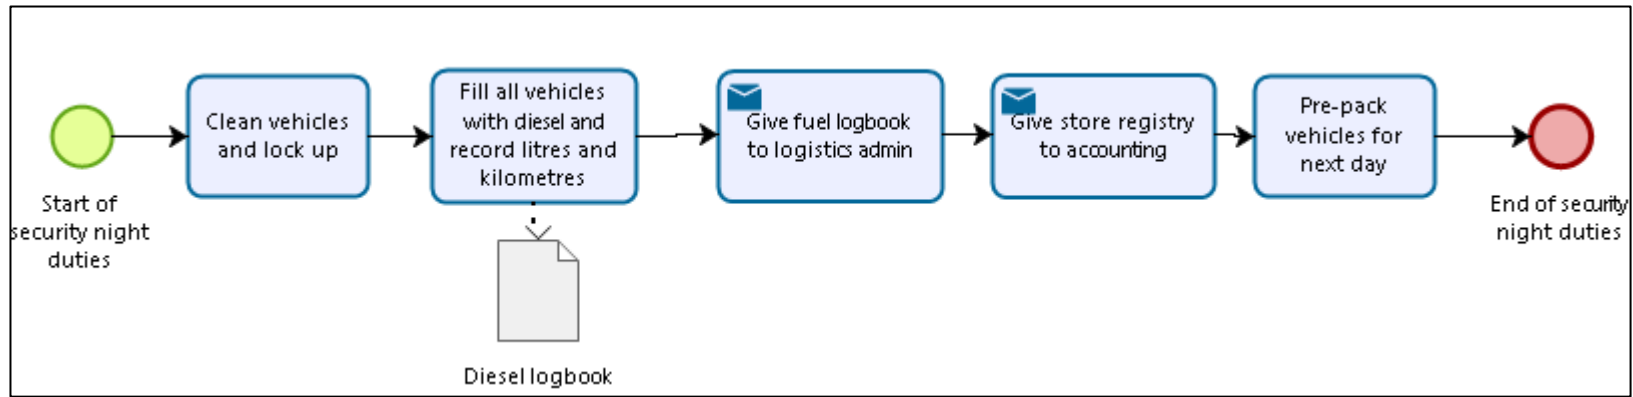 Start of
security night
duties
Clean vehicles
and lock up
Fill all vehicles
with diesel and
record litres and
kilometres
Diesel logbook
Give fuel logbook
to logistics admin
Give store registry
to accounting
Pre-pack
vehicles for
next day
End of security
night duties